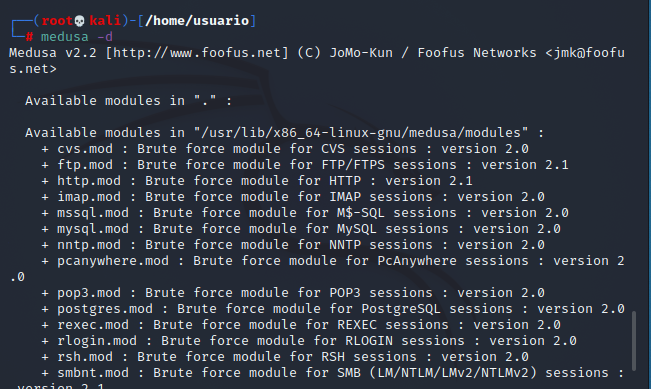 ┌──(root💀kali)-[/home/usuario]
└─# medusa -d
Medusa v2.2 [http://www.foofus.net] (C) JoMo-Kun / Foofus Networks <jmk@foofu
s.net>
Available modules in "." :
Available modules in "/usr/lib/x86_64-linux-gnu/medusa/modules" :
+ cvs.mod : Brute force module for CVS sessions : version 2.0
+ ftp.mod : Brute force module for FTP/FTPS sessions : version 2.1
+ http.mod : Brute force module for HTTP : version 2.1
+ imap.mod : Brute force module for IMAP sessions : version 2.0
+ mssql.mod : Brute force module for M$-SQL sessions : version 2.0
+ mysql.mod : Brute force module for MySQL sessions : version 2.0
+ nntp.mod : Brute force module for NNTP sessions : version 2.0
+ pcanywhere.mod : Brute force module for PcAnywhere sessions : version 2
.0
+ pop3.mod : Brute force module for POP3 sessions : version 2.0
+ postgres.mod : Brute force module for PostgreSQL sessions : version 2.0
+ rexec.mod : Brute force module for REXEC sessions : version 2.0
+ rlogin.mod : Brute force module for RLOGIN sessions : version 2.0
+ rsh.mod : Brute force module for RSH sessions : version 2.0
+ smbnt.mod : Brute force module for SMB (LM/NTLM/LMv2/NTLMv2) sessions :
version 2.1